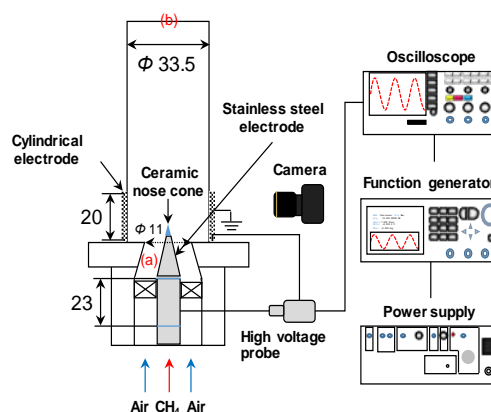 (b)
Φ 33.5
Oscilloscope
Stainless steel
electrode
Cylindrical
electrode
Ceramic
nose cone
Camera
Function generator
20
Φ 11
(a)
23
High voltage
probe
Power supply
Air CH₄ Air